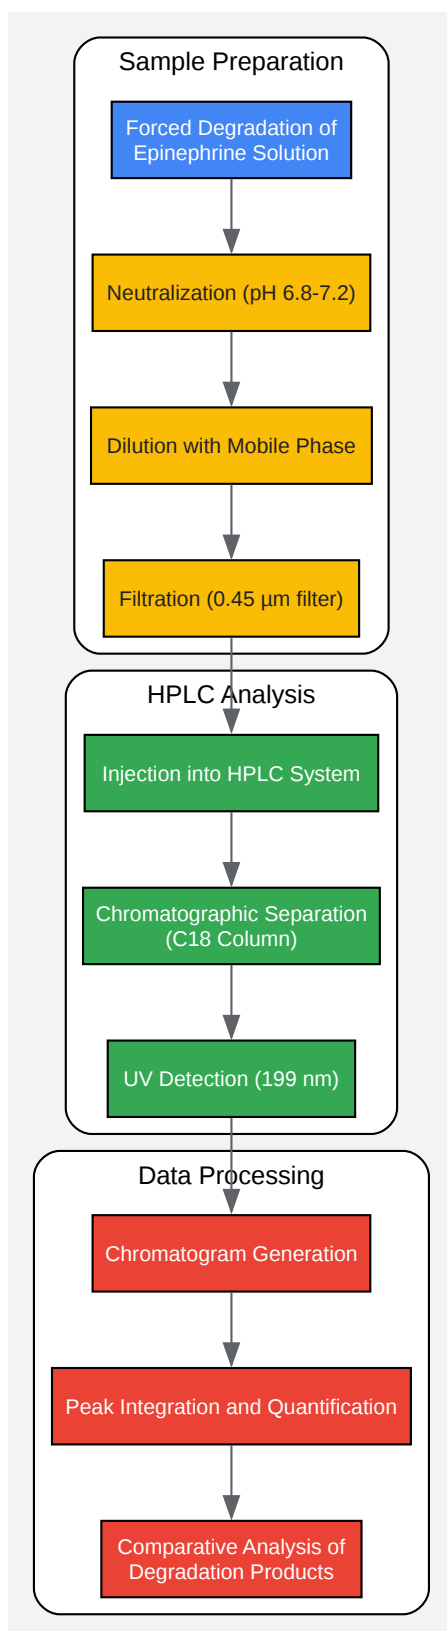 Sample Preparation
Forced Degradation of
Epinephrine Solution
Neutralization (pH 6.8-7.2)
Dilution with Mobile Phase
Filtration (0.45 µm filter)
HPLC Analysis
Injection into HPLC System
Chromatographic Separation
(C18 Column)
UV Detection (199 nm)
Data Processing
Chromatogram Generation
Peak Integration and Quantification
Comparative Analysis of
Degradation Products